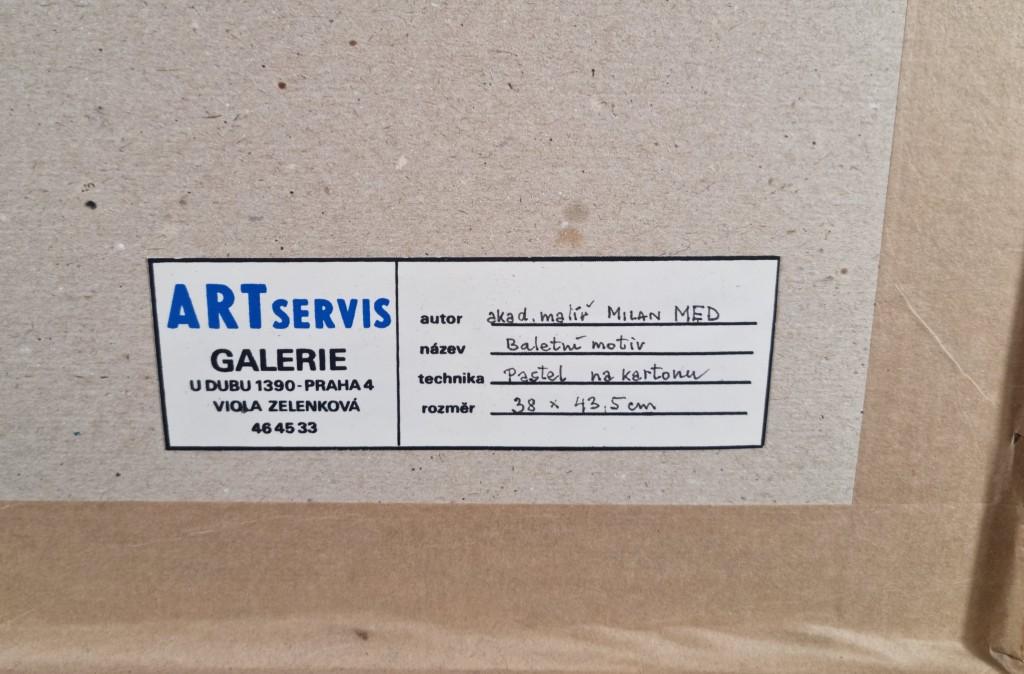 ARTSERVIS
GALERIE
U DUBU 1390 - PRAHA 4
VIOLA ZELENKOVÁ
46 45 33
autor akad. malíř MILAN MED
název Baletní motiv
technika Pastel na kartonu
rozměr 38 x 43,5 cm